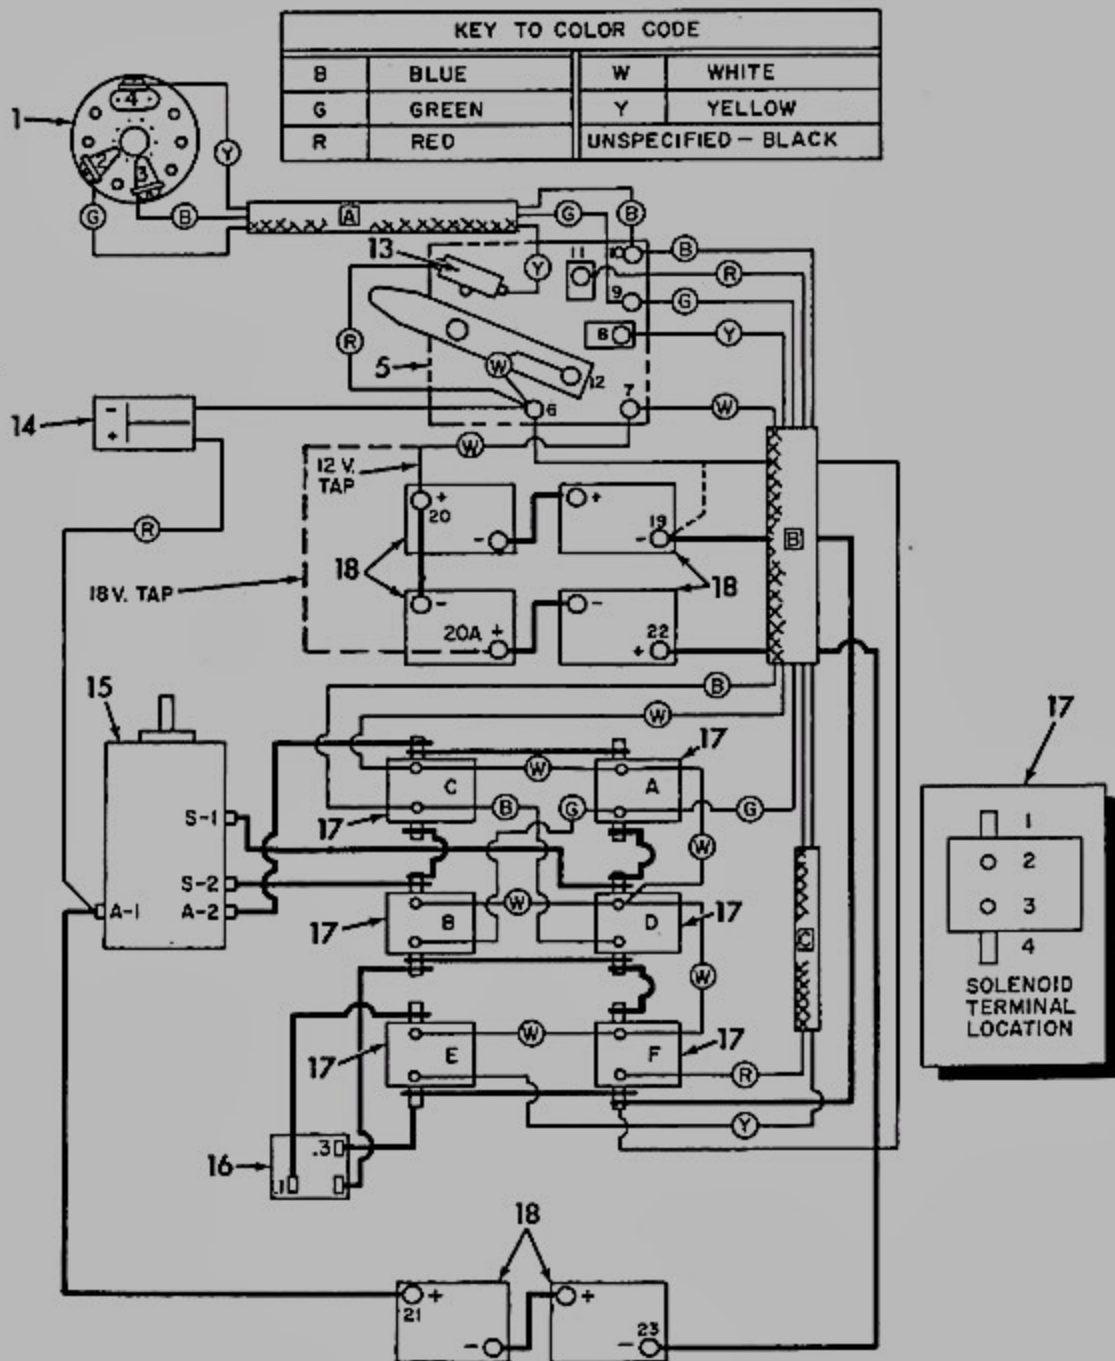 KEY TO COLOR CODE
B BLUE W WHITE
G GREEN Y YELLOW
R RED UNSPECIFIED - BLACK
1
4
2
3
Y
G
B
A
G
B
13
Y
11
10
B
R
9
G
R
8
Y
5
W
12
6
7
W
14
- +
W
12 V. TAP
+ 20 -
+ 19 -
R
B
18
18
18 V. TAP
- 20A +
- 22 +
B
W
15
17
17
C
W
A
S-1
17
B
G
G
1
2
3
4
SOLENOID
TERMINAL
LOCATION
W
S-2
A-1
A-2
17
B
W
D
17
C
W
17
E
W
F
17
R
Y
16
.3
.1
18
+ 21 -
+ 23 -